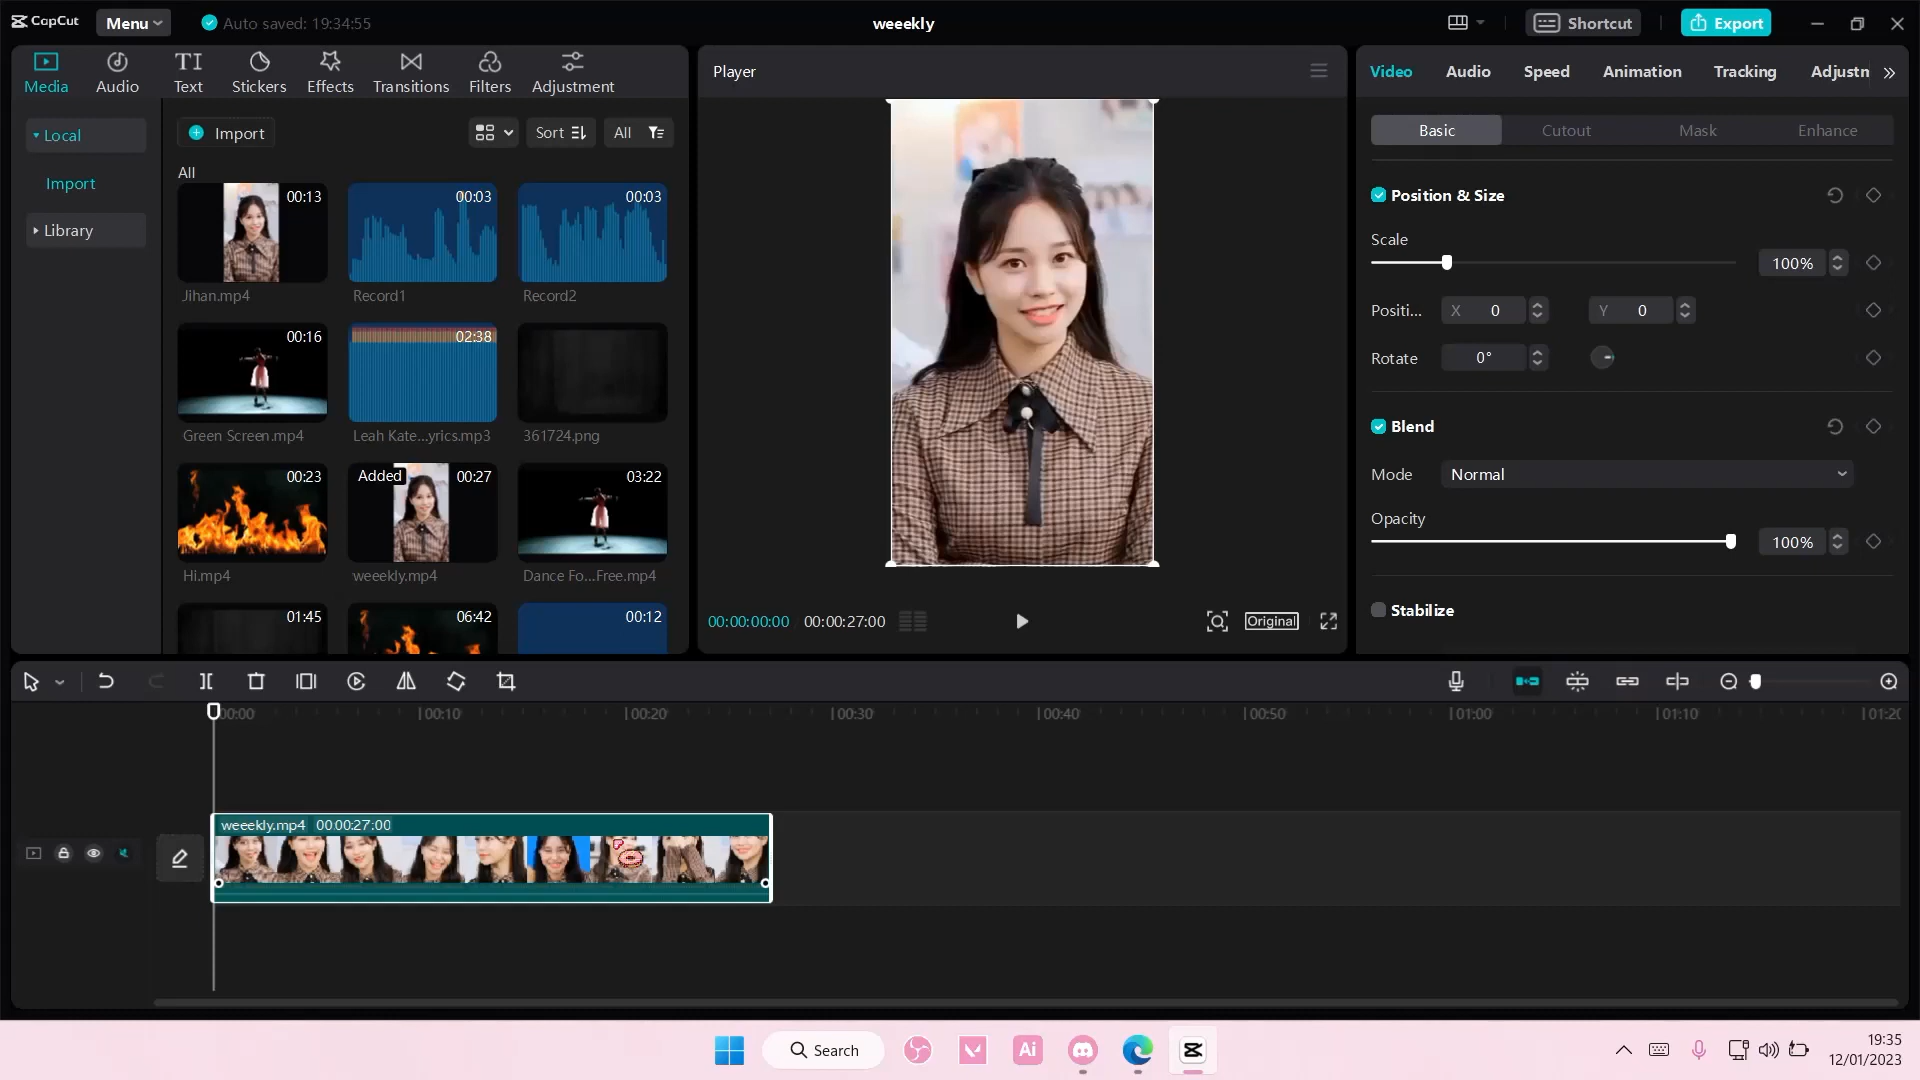 CapCut
Menu
Auto saved: 19:34:55
weeekly
Shortcut
Export
Media
Audio
Text
Stickers
Effects
Transitions
Filters
Adjustment
Local
Import
Library
Import
Sort
All
All
00:13
Jihan.mp4
00:03
Record1
00:03
Record2
00:16
Green Screen.mp4
02:38
Leah Kate...yrics.mp3
361724.png
00:23
Hi.mp4
Added
00:27
weeekly.mp4
03:22
Dance Fo...Free.mp4
01:45
06:42
00:12
Player
00:00:00:00
00:00:27:00
Original
Video
Audio
Speed
Animation
Tracking
Adjustn
Basic
Cutout
Mask
Enhance
Position & Size
Scale
100%
Positi...
X 0
Y 0
Rotate
0°
Blend
Mode
Normal
Opacity
100%
Stabilize
00:00
00:10
00:20
00:30
00:40
00:50
01:00
01:10
01:20
weeekly.mp4 00:00:27:00
Search
Ai
19:35
12/01/2023